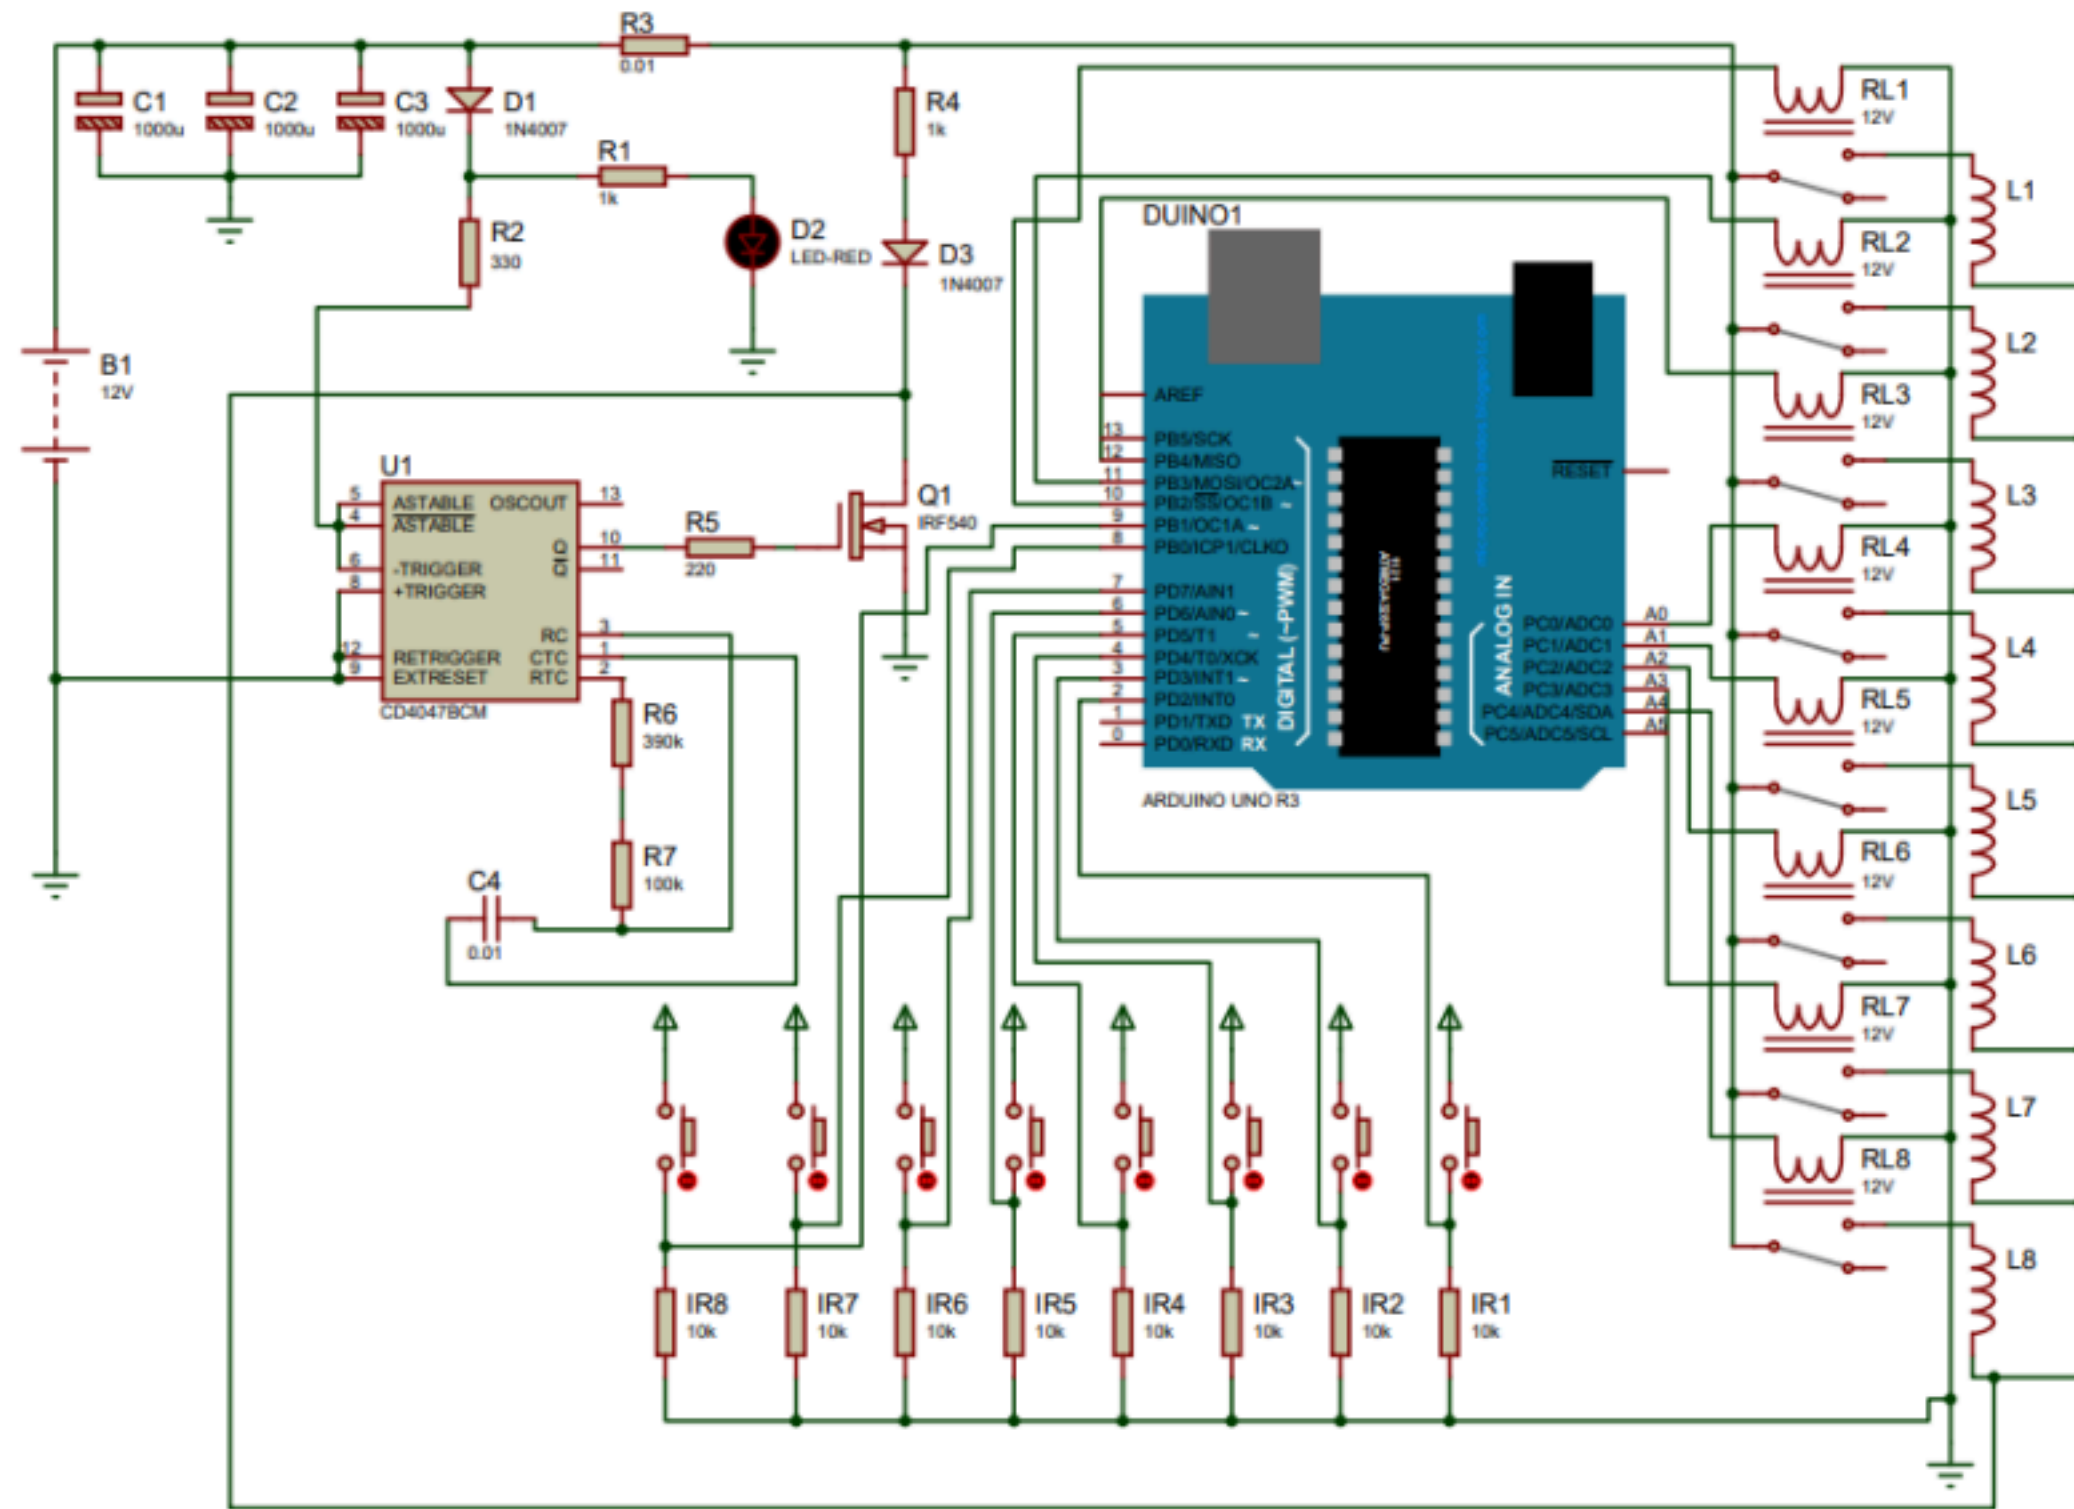 R3
0.01
C1
1000u
C2
1000u
C3
1000u
D1
1N4007
R4
1k
R1
1k
R2
330
D2
LED-RED
D3
1N4007
B1
12V
U1
5
ASTABLE
OSCOUT
13
4
ASTABLE
Q
10
6
-TRIGGER
Q
11
8
+TRIGGER
RC
3
12
RETRIGGER
CTC
1
9
EXTRESET
RTC
2
CD4047BCM
R5
220
Q1
IRF540
R6
390k
R7
100k
C4
0.01
DUINO1
AREF
13
PB5/SCK
12
PB4/MISO
11
PB3/MOSI/OC2A~
10
PB2/SS/OC1B ~
9
PB1/OC1A ~
8
PB0/ICP1/CLKO
7
PD7/AIN1
6
PD6/AIN0 ~
5
PD5/T1 ~
4
PD4/T0/XCK
3
PD3/INT1 ~
2
PD2/INT0
1
PD1/TXD TX
0
PD0/RXD RX
DIGITAL (~PWM)
ANALOG IN
RESET
PC0/ADC0
A0
PC1/ADC1
A1
PC2/ADC2
A2
PC3/ADC3
A3
PC4/ADC4/SDA
A4
PC5/ADC5/SCL
A5
ARDUINO UNO R3
RL1
12V
L1
RL2
12V
L2
RL3
12V
L3
RL4
12V
L4
RL5
12V
L5
RL6
12V
L6
RL7
12V
L7
RL8
12V
L8
IR8
10k
IR7
10k
IR6
10k
IR5
10k
IR4
10k
IR3
10k
IR2
10k
IR1
10k